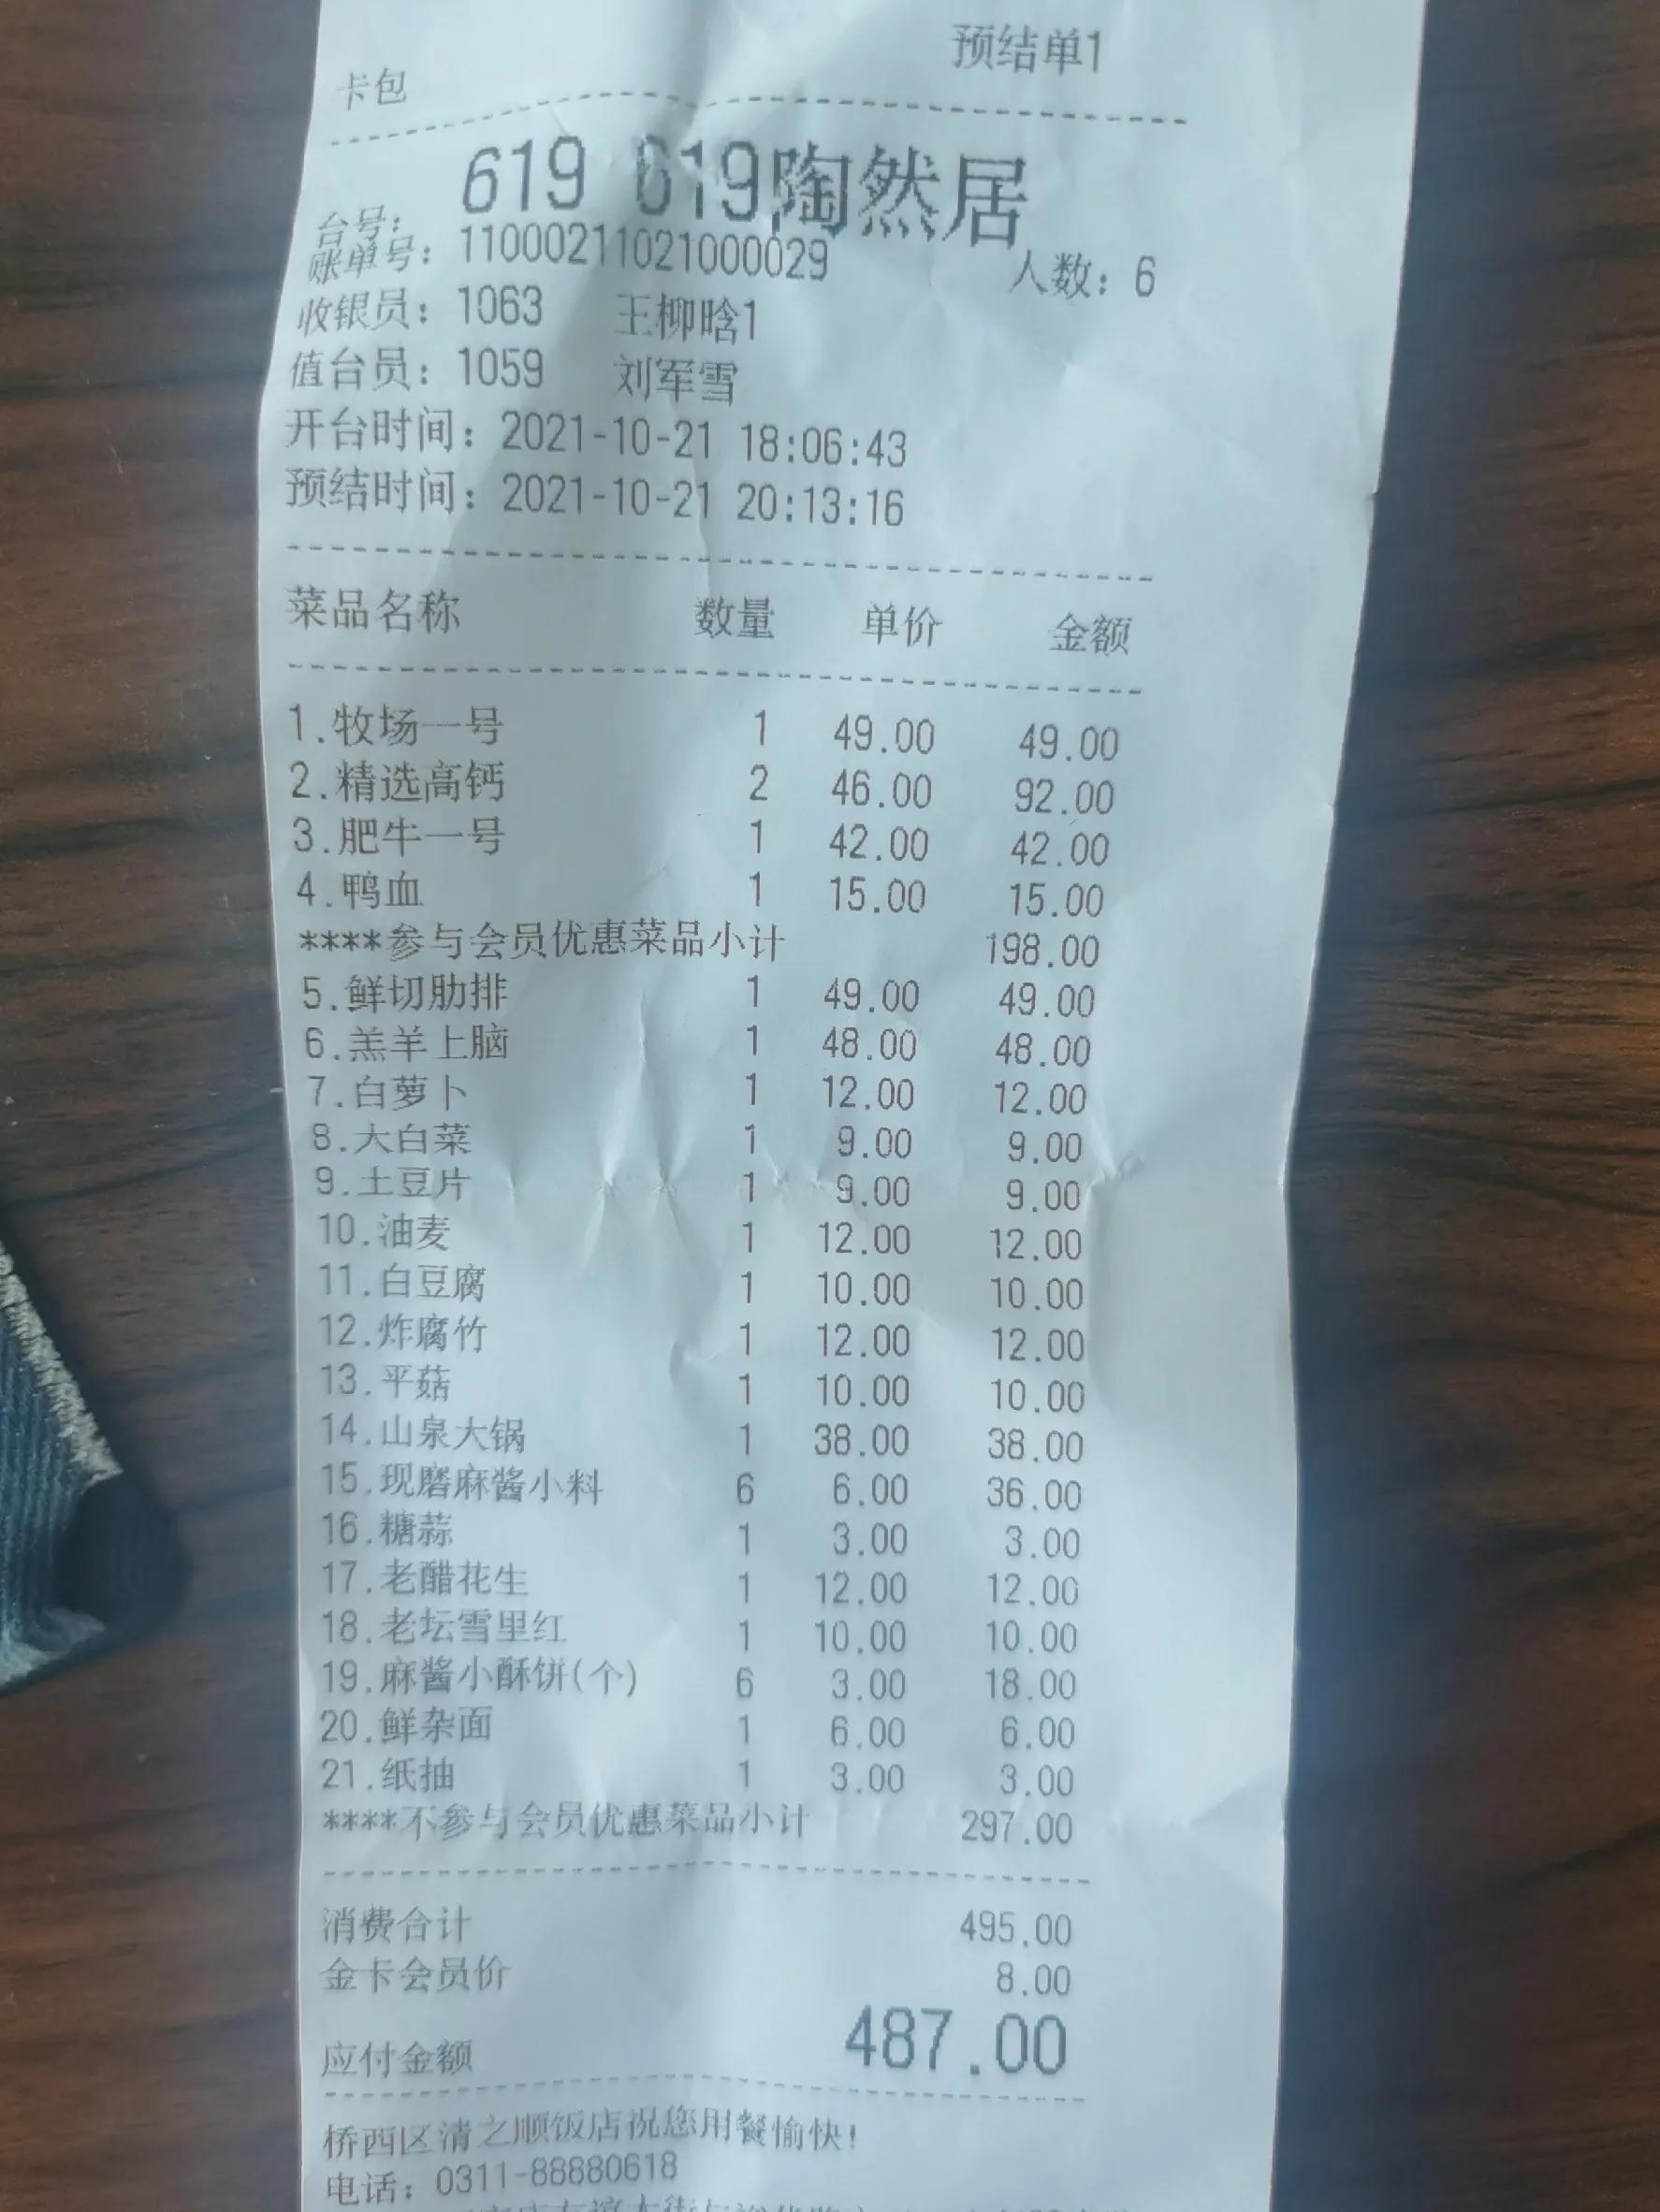 预结单1
卡包
台号： 619 619陶然居
账单号：11000211021000029 人数：6
收银员：1063 王柳晗1
值台员：1059 刘军雪
开台时间：2021-10-21 18:06:43
预结时间：2021-10-21 20:13:16
菜品名称 数量 单价 金额
1.牧场一号 1 49.00 49.00
2.精选高钙 2 46.00 92.00
3.肥牛一号 1 42.00 42.00
4.鸭血 1 15.00 15.00
****参与会员优惠菜品小计 198.00
5.鲜切肋排 1 49.00 49.00
6.羔羊上脑 1 48.00 48.00
7.白萝卜 1 12.00 12.00
8.大白菜 1 9.00 9.00
9.土豆片 1 9.00 9.00
10.油麦 1 12.00 12.00
11.白豆腐 1 10.00 10.00
12.炸腐竹 1 12.00 12.00
13.平菇 1 10.00 10.00
14.山泉大锅 1 38.00 38.00
15.现磨麻酱小料 6 6.00 36.00
16.糖蒜 1 3.00 3.00
17.老醋花生 1 12.00 12.00
18.老坛雪里红 1 10.00 10.00
19.麻酱小酥饼(个) 6 3.00 18.00
20.鲜杂面 1 6.00 6.00
21.纸抽 1 3.00 3.00
****不参与会员优惠菜品小计 297.00
消费合计 495.00
金卡会员价 8.00
应付金额 487.00
桥西区清之顺饭店祝您用餐愉快!
电话：0311-88880618